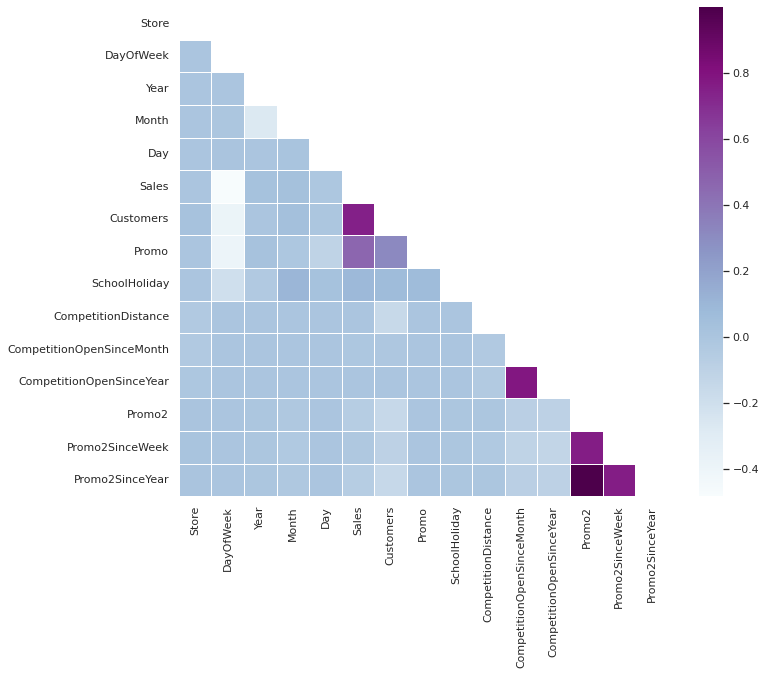 Store
DayOfWeek
Year
Month
Day
Sales
Customers
Promo
SchoolHoliday
CompetitionDistance
CompetitionOpenSinceMonth
CompetitionOpenSinceYear
Promo2
Promo2SinceWeek
Promo2SinceYear
Store
DayOfWeek
Year
Month
Day
Sales
Customers
Promo
SchoolHoliday
CompetitionDistance
CompetitionOpenSinceMonth
CompetitionOpenSinceYear
Promo2
Promo2SinceWeek
Promo2SinceYear
0.8
0.6
0.4
0.2
0.0
−0.2
−0.4